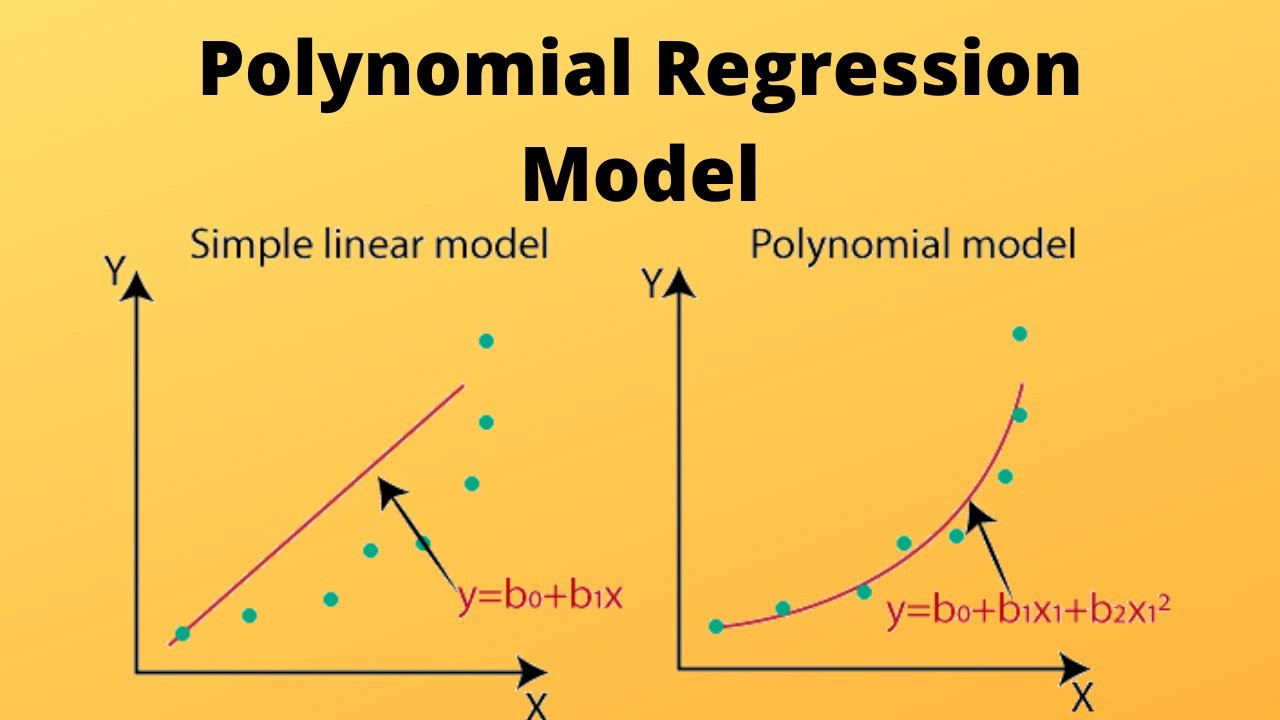 Polynomial Regression
Model
Simple linear model
Polynomial model
Y
Y
y=b₀+b₁x
y=b₀+b₁x₁+b₂x₁²
X
X